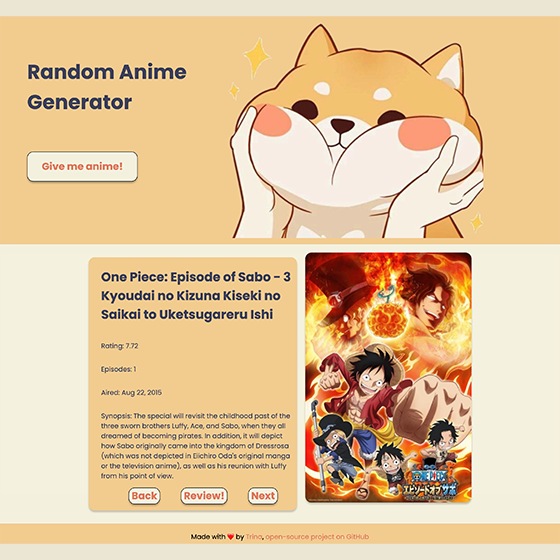 Random Anime
Generator
Give me anime!
One Piece: Episode of Sabo - 3
Kyoudai no Kizuna Kiseki no
Saikai to Uketsugareru Ishi
Rating: 7.72
Episodes: 1
Aired: Aug 22, 2015
Synopsis: The special will revisit the childhood past of the
three sworn brothers Luffy, Ace, and Sabo, when they all
dreamed of becoming pirates. In addition, it will depict
how Sabo originally came into the kingdom of Dressrosa
(which was not depicted in Eiichiro Oda's original manga
or the television anime), as well as his reunion with Luffy
from his point of view.
Back Review! Next
ONE PIECE
エピソードオブサボ
Made with ❤ by Trina, open-source project on GitHub